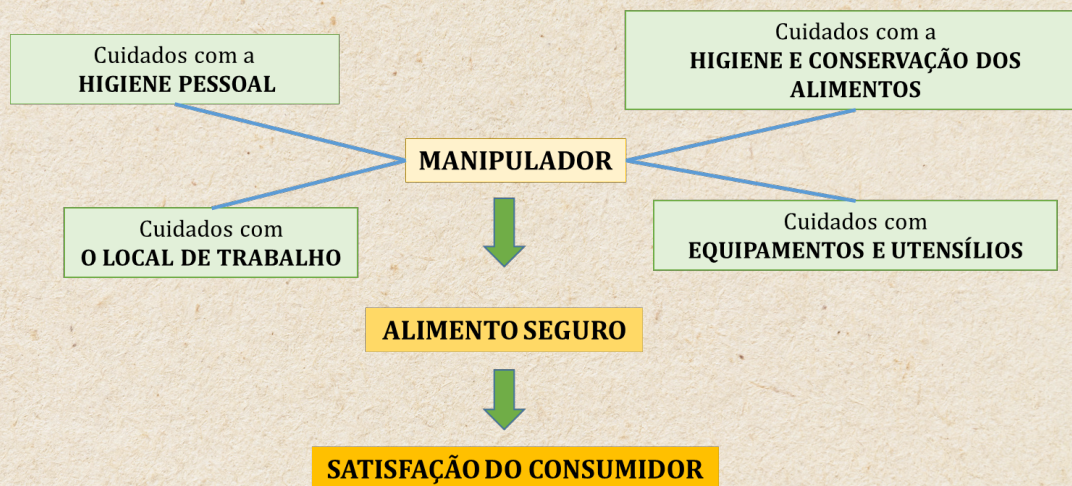 Cuidados com a
HIGIENE PESSOAL
Cuidados com a
HIGIENE E CONSERVAÇÃO DOS
ALIMENTOS
MANIPULADOR
Cuidados com
O LOCAL DE TRABALHO
Cuidados com
EQUIPAMENTOS E UTENSÍLIOS
ALIMENTO SEGURO
SATISFAÇÃO DO CONSUMIDOR